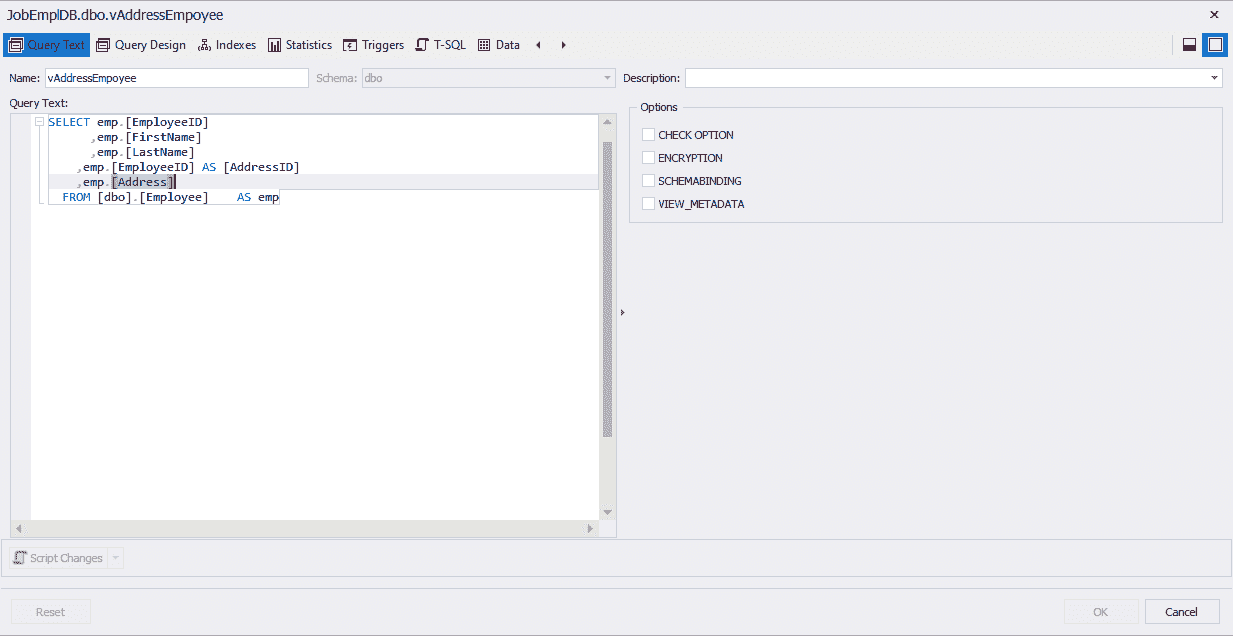 JobEmplDB.dbo.vAddressEmpoyee
Query Text Query Design Indexes Statistics Triggers T-SQL Data
Name: vAddressEmpoyee Schema: dbo Description:
Query Text:
Options
SELECT emp.[EmployeeID]
,emp.[FirstName]
,emp.[LastName]
,emp.[EmployeeID] AS [AddressID]
,emp.[Address]
FROM [dbo].[Employee] AS emp
CHECK OPTION
ENCRYPTION
SCHEMABINDING
VIEW_METADATA
Script Changes
Reset OK Cancel